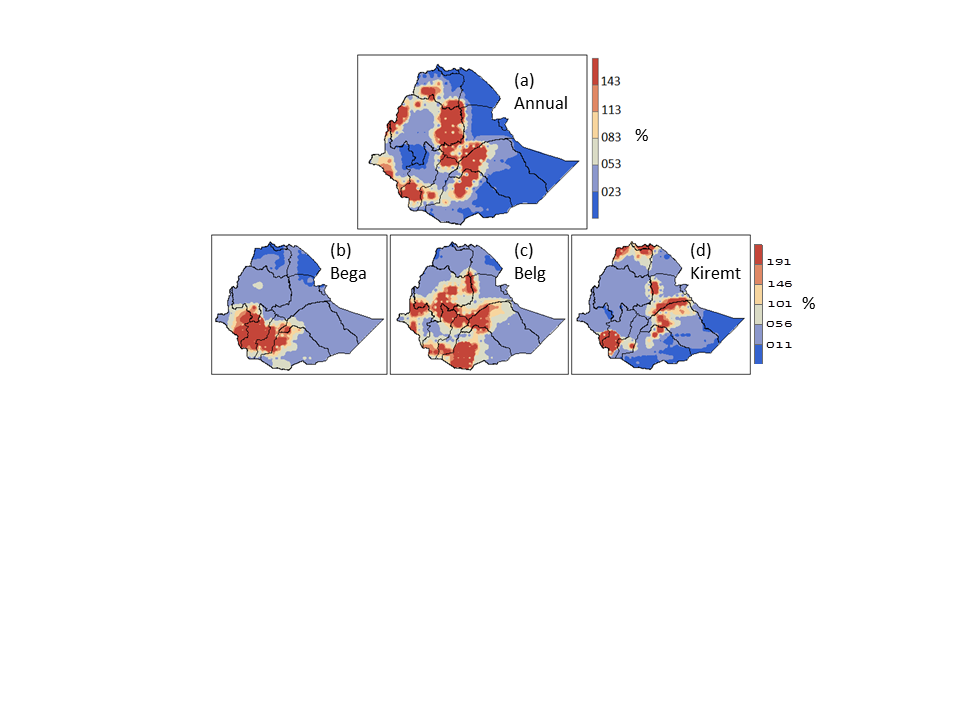 (a)
Annual
143
113
083
%
053
023
(b)
Bega
(c)
Belg
(d)
Kiremt
191
146
101
%
056
011